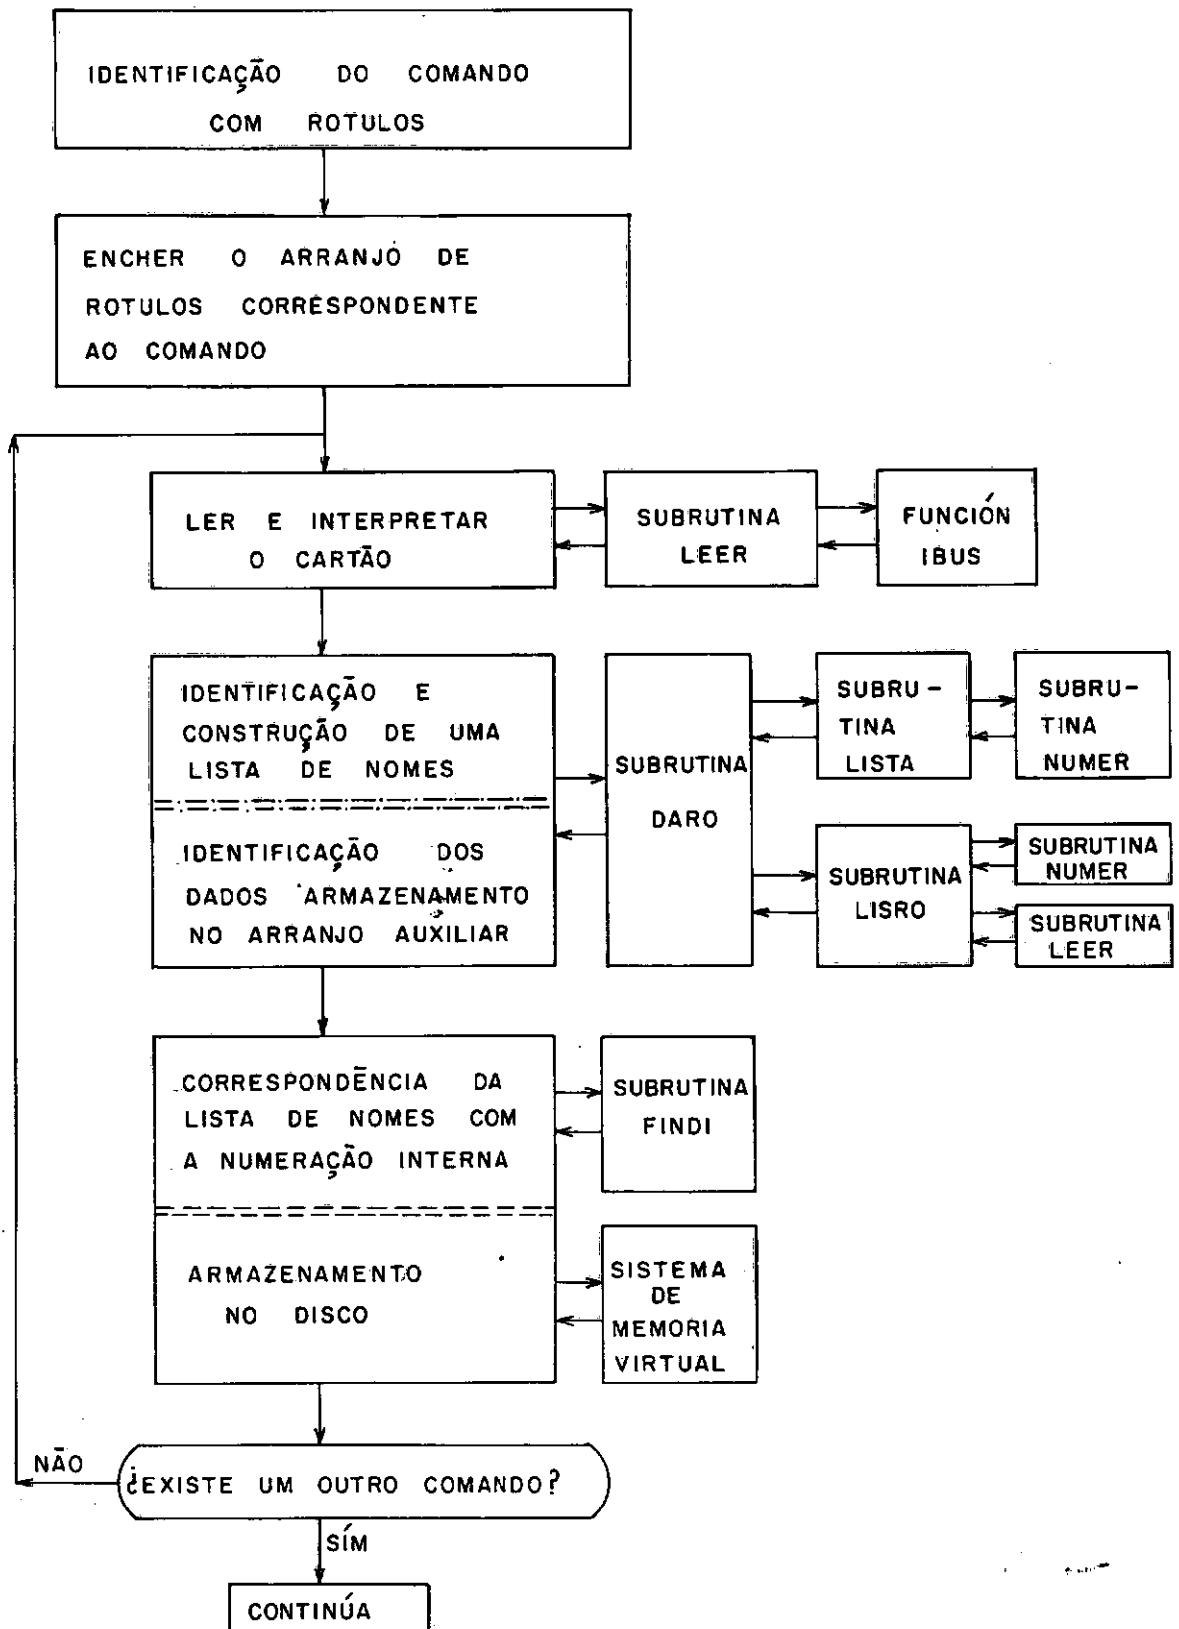 IDENTIFICAÇÃO DO COMANDO
COM ROTULOS
ENCHER O ARRANJO DE
ROTULOS CORRESPONDENTE
AO COMANDO
LER E INTERPRETAR
O CARTÃO
SUBRUTINA
LEER
FUNCIÓN
IBUS
IDENTIFICAÇÃO E
CONSTRUÇÃO DE UMA
LISTA DE NOMES
IDENTIFICAÇÃO DOS
DADOS ARMAZENAMENTO
NO ARRANJO AUXILIAR
SUBRUTINA
DARO
SUBRU-
TINA
LISTA
SUBRU-
TINA
NUMER
SUBRUTINA
LISRO
SUBRUTINA
NUMER
SUBRUTINA
LEER
CORRESPONDÊNCIA DA
LISTA DE NOMES COM
A NUMERAÇÃO INTERNA
SUBRUTINA
FINDI
ARMAZENAMENTO
NO DISCO
SISTEMA
DE
MEMORIA
VIRTUAL
NÃO
¿EXISTE UM OUTRO COMANDO?
SÍM
CONTINÚA